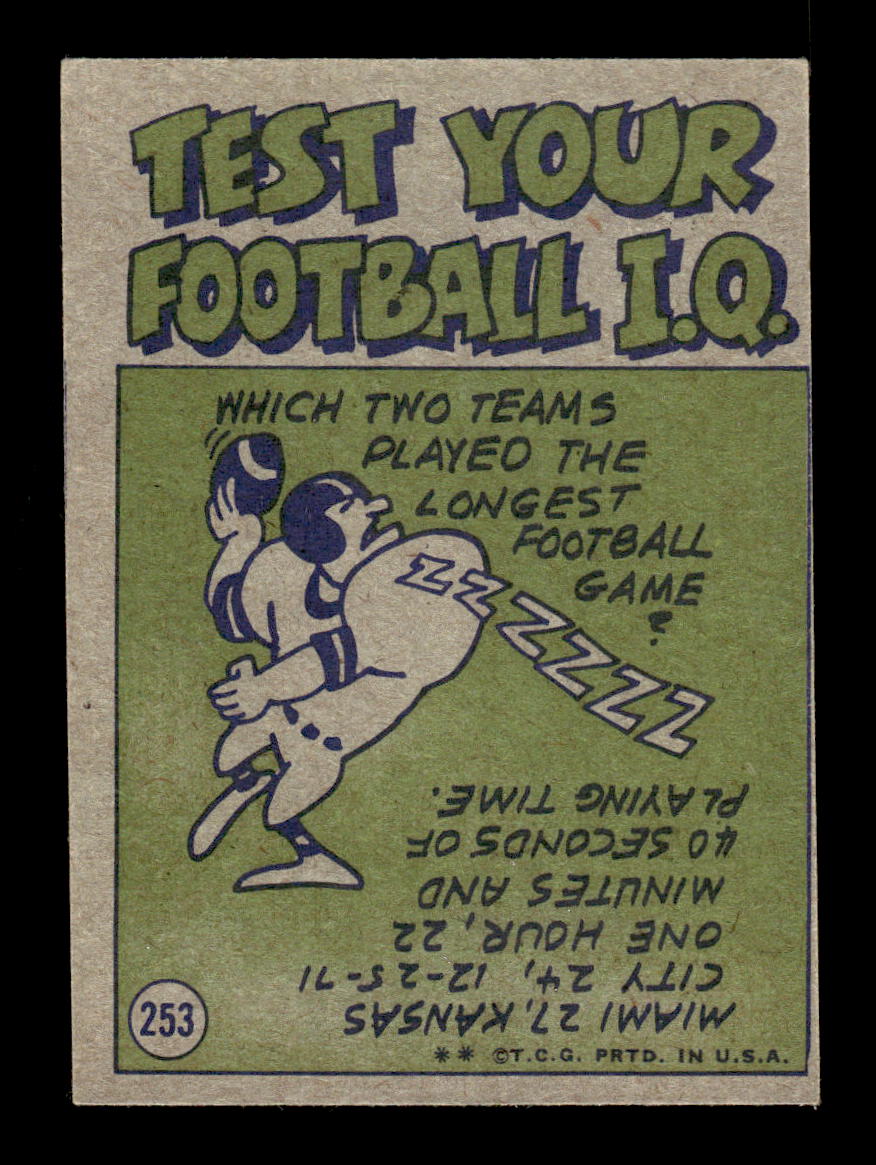 TEST YOUR
FOOTBALL I.Q.
WHICH TWO TEAMS
PLAYED THE
LONGEST
FOOTBALL
GAME
?
ZZZZZZ
MIAMI 27, KANSAS
CITY 24, 12-25-71
ONE HOUR, 22
MINUTES AND
40 SECONDS OF
PLAYING TIME.
253
** ©T.C.G. PRTD. IN U.S.A.